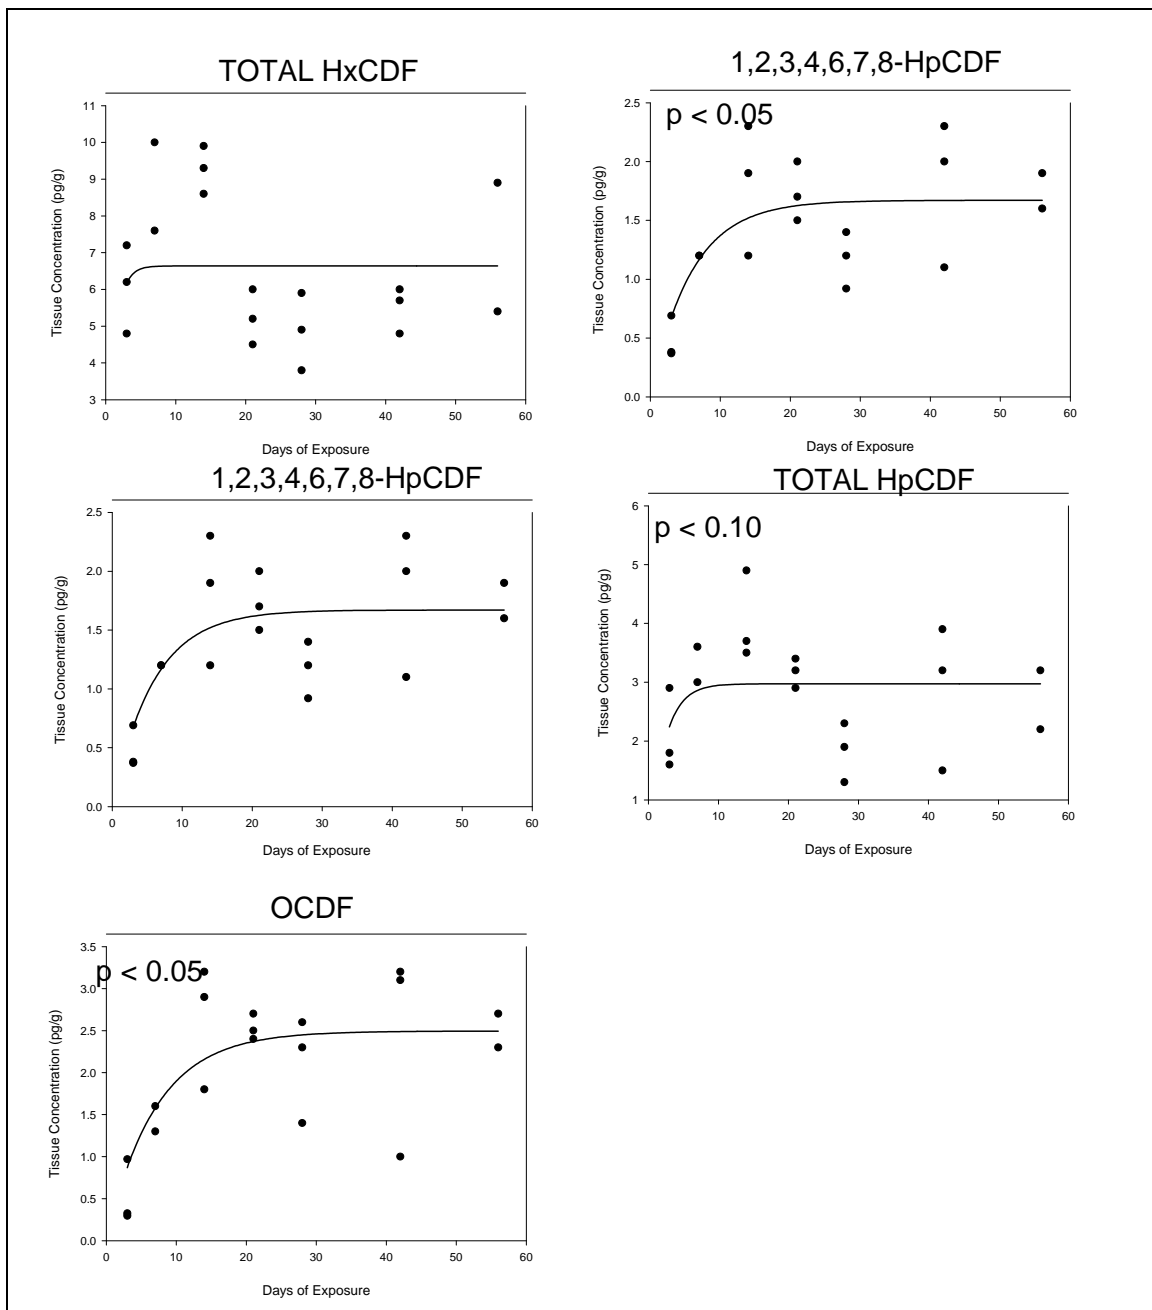 TOTAL HxCDF
11
10
9
8
7
6
5
4
3
Tissue Concentration (pg/g)
0 10 20 30 40 50 60
Days of Exposure
1,2,3,4,6,7,8-HpCDF
p < 0.05
2.5
2.0
1.5
1.0
0.5
0.0
Tissue Concentration (pg/g)
0 10 20 30 40 50 60
Days of Exposure
1,2,3,4,6,7,8-HpCDF
2.5
2.0
1.5
1.0
0.5
0.0
Tissue Concentration (pg/g)
0 10 20 30 40 50 60
Days of Exposure
TOTAL HpCDF
p < 0.10
6
5
4
3
2
1
Tissue Concentration (pg/g)
0 10 20 30 40 50 60
Days of Exposure
OCDF
p < 0.05
3.5
3.0
2.5
2.0
1.5
1.0
0.5
0.0
Tissue Concentration (pg/g)
0 10 20 30 40 50 60
Days of Exposure